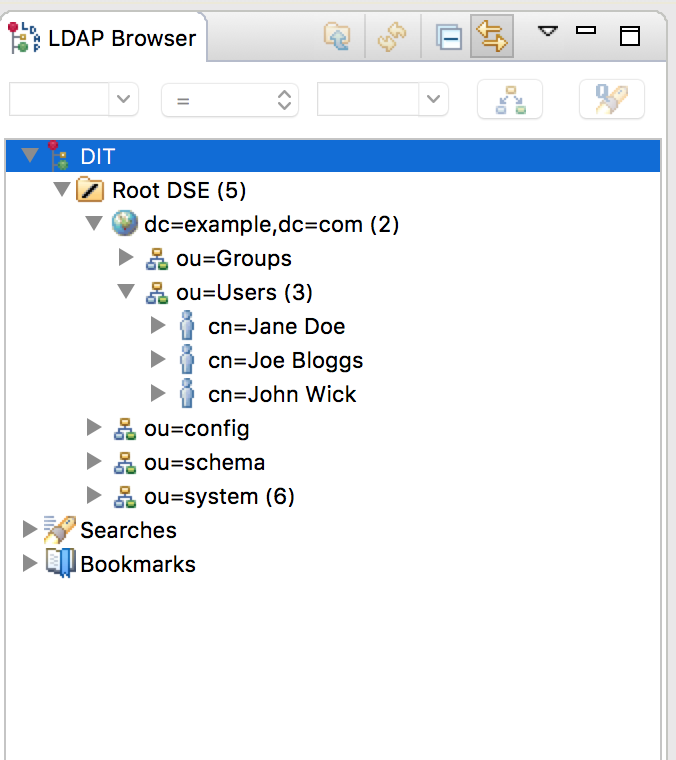 LDAP Browser
=
DIT
Root DSE (5)
dc=example,dc=com (2)
ou=Groups
ou=Users (3)
cn=Jane Doe
cn=Joe Bloggs
cn=John Wick
ou=config
ou=schema
ou=system (6)
Searches
Bookmarks